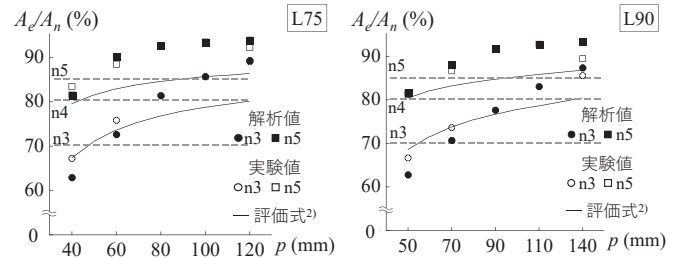 Ae/An (%) L75
90
n5
80
n4
n3
70
60
0
40 60 80 100 120 p (mm)
解析値
●n3 ■n5
実験値
○n3 □n5
— 評価式2)
Ae/An (%) L90
90
n5
80
n4
n3
70
60
0
50 70 90 110 140 p (mm)
解析値
●n3 ■n5
実験値
○n3 □n5
— 評価式2)